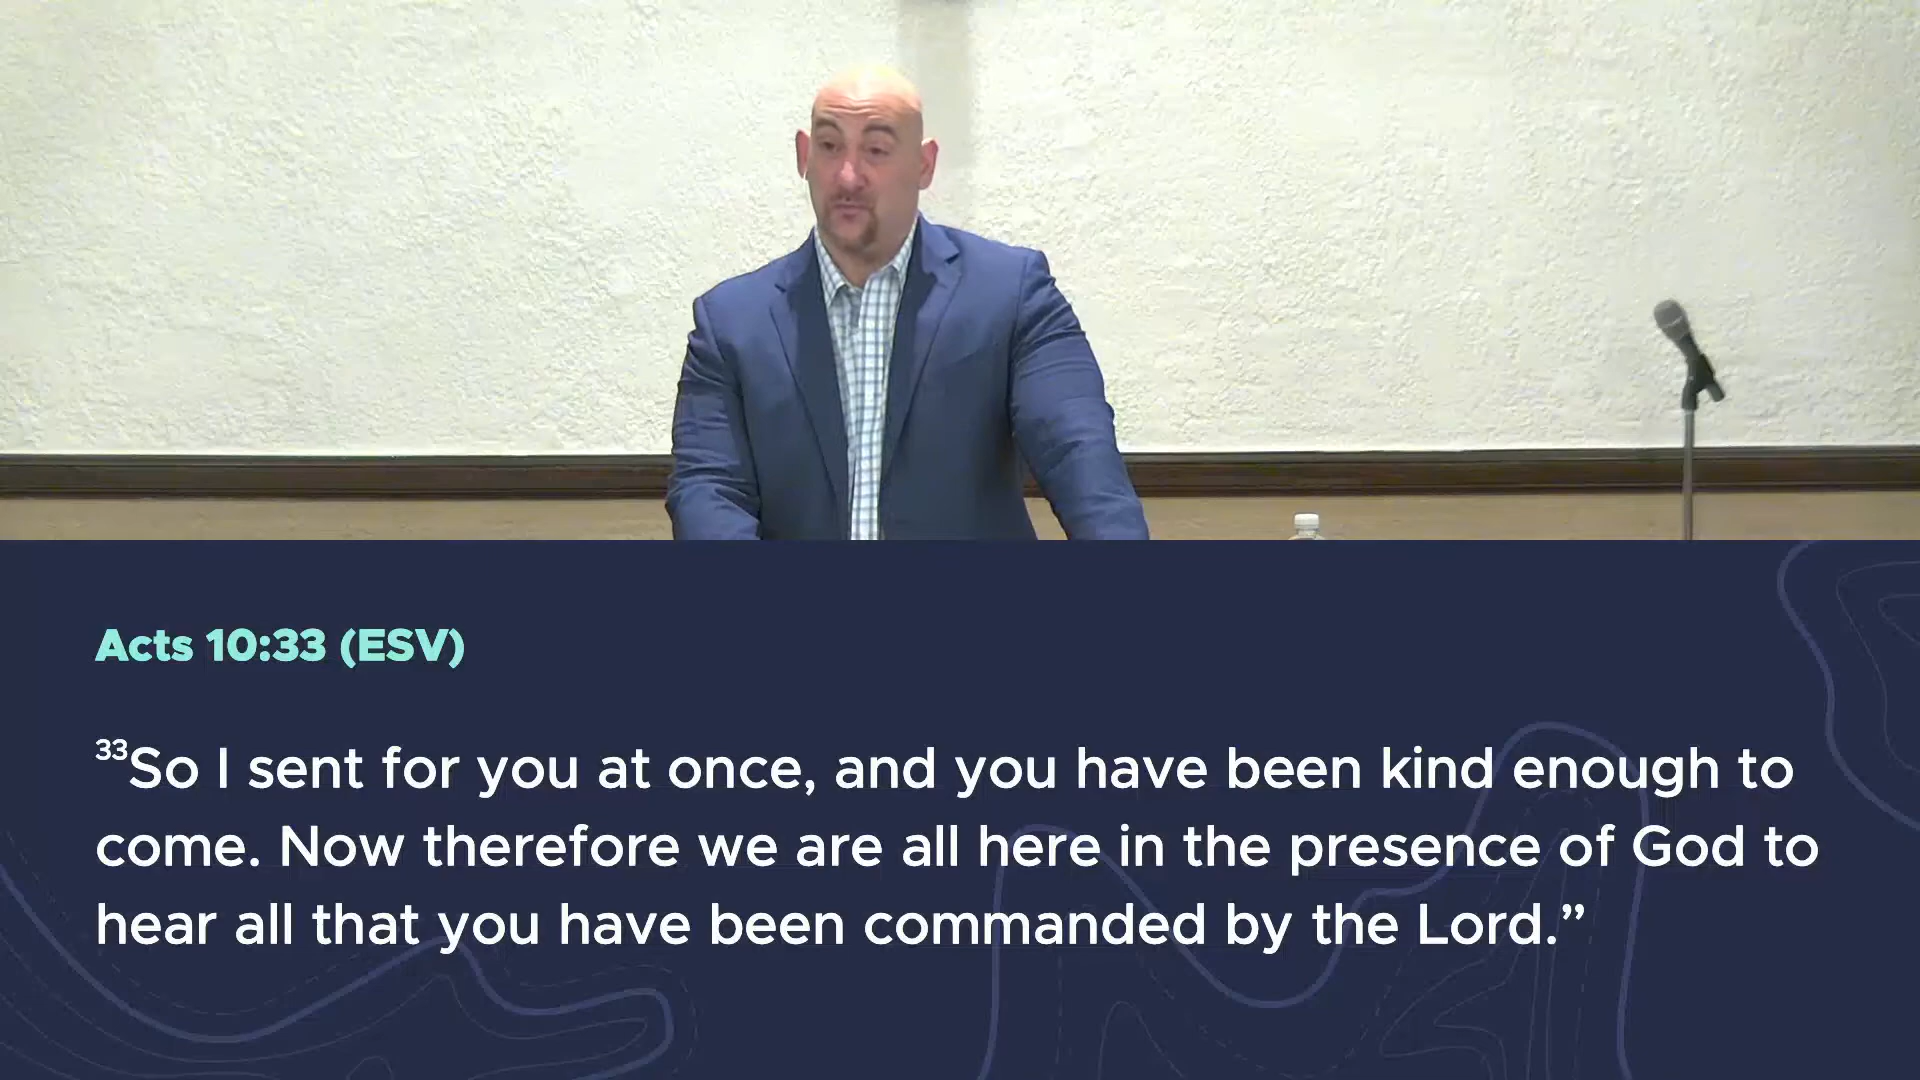 Acts 10:33 (ESV)
33So I sent for you at once, and you have been kind enough to
come. Now therefore we are all here in the presence of God to
hear all that you have been commanded by the Lord.”